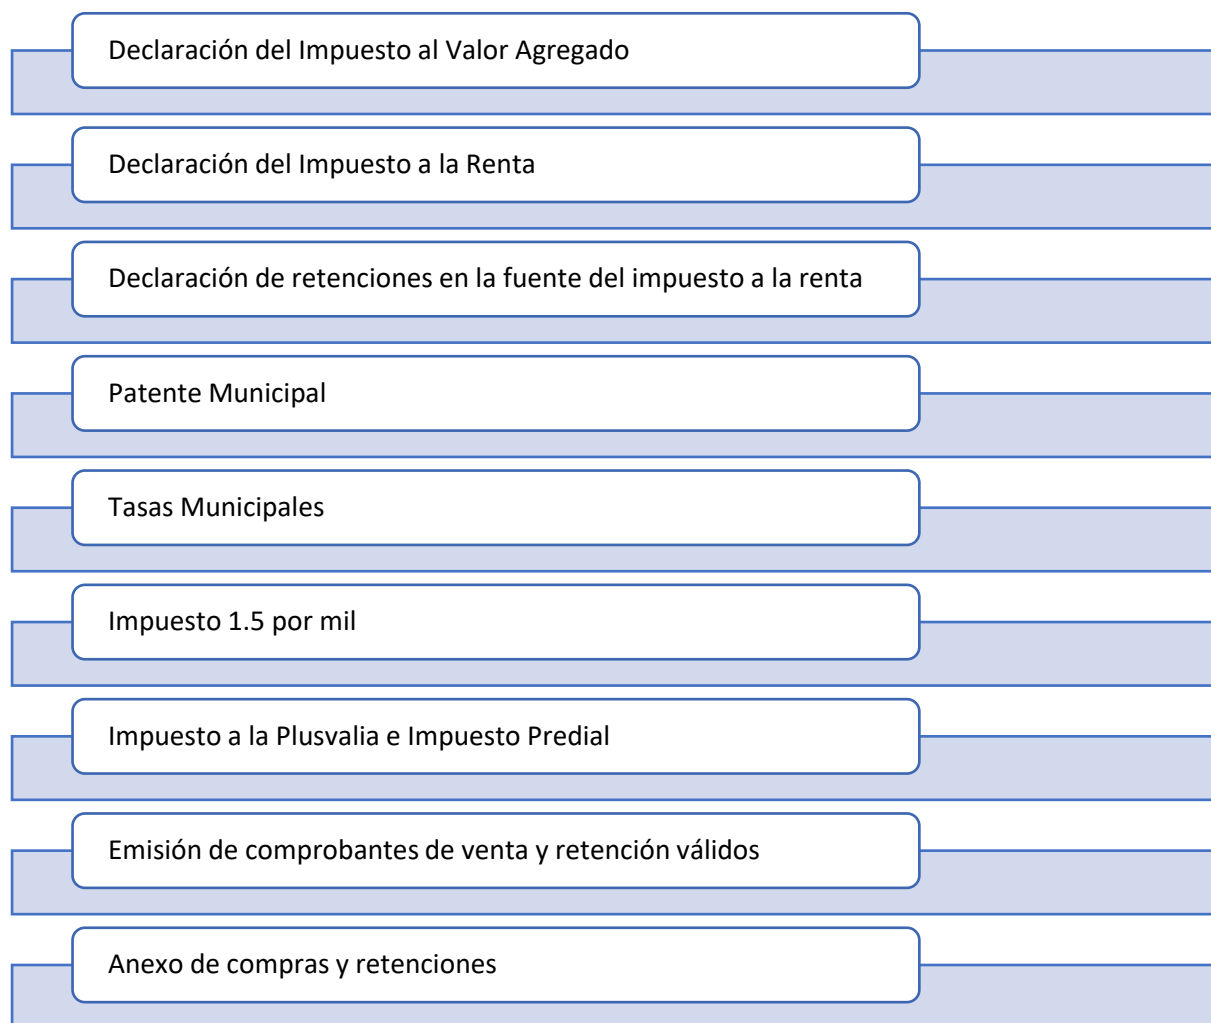 Declaración del Impuesto al Valor Agregado
Declaración del Impuesto a la Renta
Declaración de retenciones en la fuente del impuesto a la renta
Patente Municipal
Tasas Municipales
Impuesto 1.5 por mil
Impuesto a la Plusvalia e Impuesto Predial
Emisión de comprobantes de venta y retención válidos
Anexo de compras y retenciones